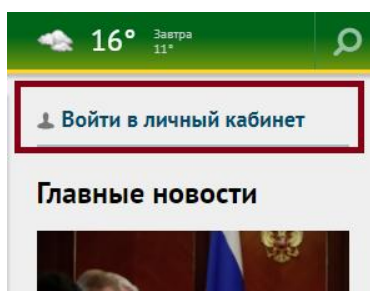 16°
Завтра
11°
Войти в личный кабинет
Главные новости